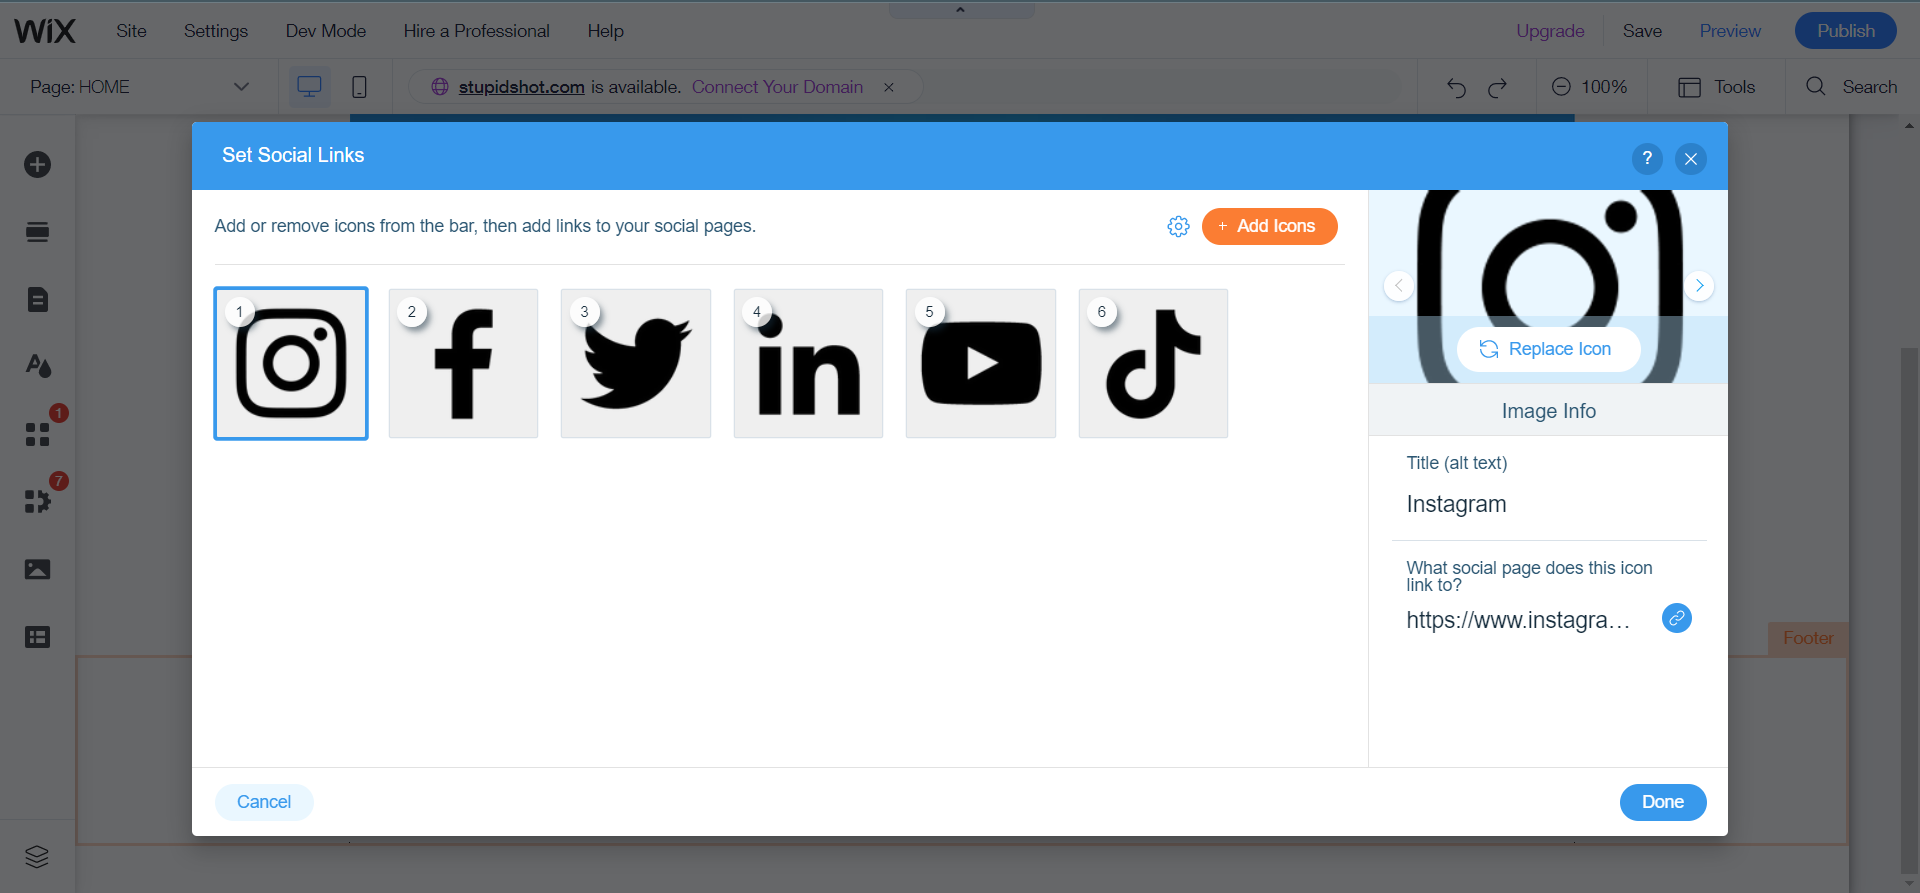 WiX Site Settings Dev Mode Hire a Professional Help Upgrade Save Preview Publish
Page: HOME stupidshot.com is available. Connect Your Domain 100% Tools Search
Set Social Links ?
Add or remove icons from the bar, then add links to your social pages. + Add Icons
1 2 3 4 5 6
in
Replace Icon
Image Info
Title (alt text)
Instagram
What social page does this icon
link to?
https://www.instagra...
1
7
Footer
Cancel Done